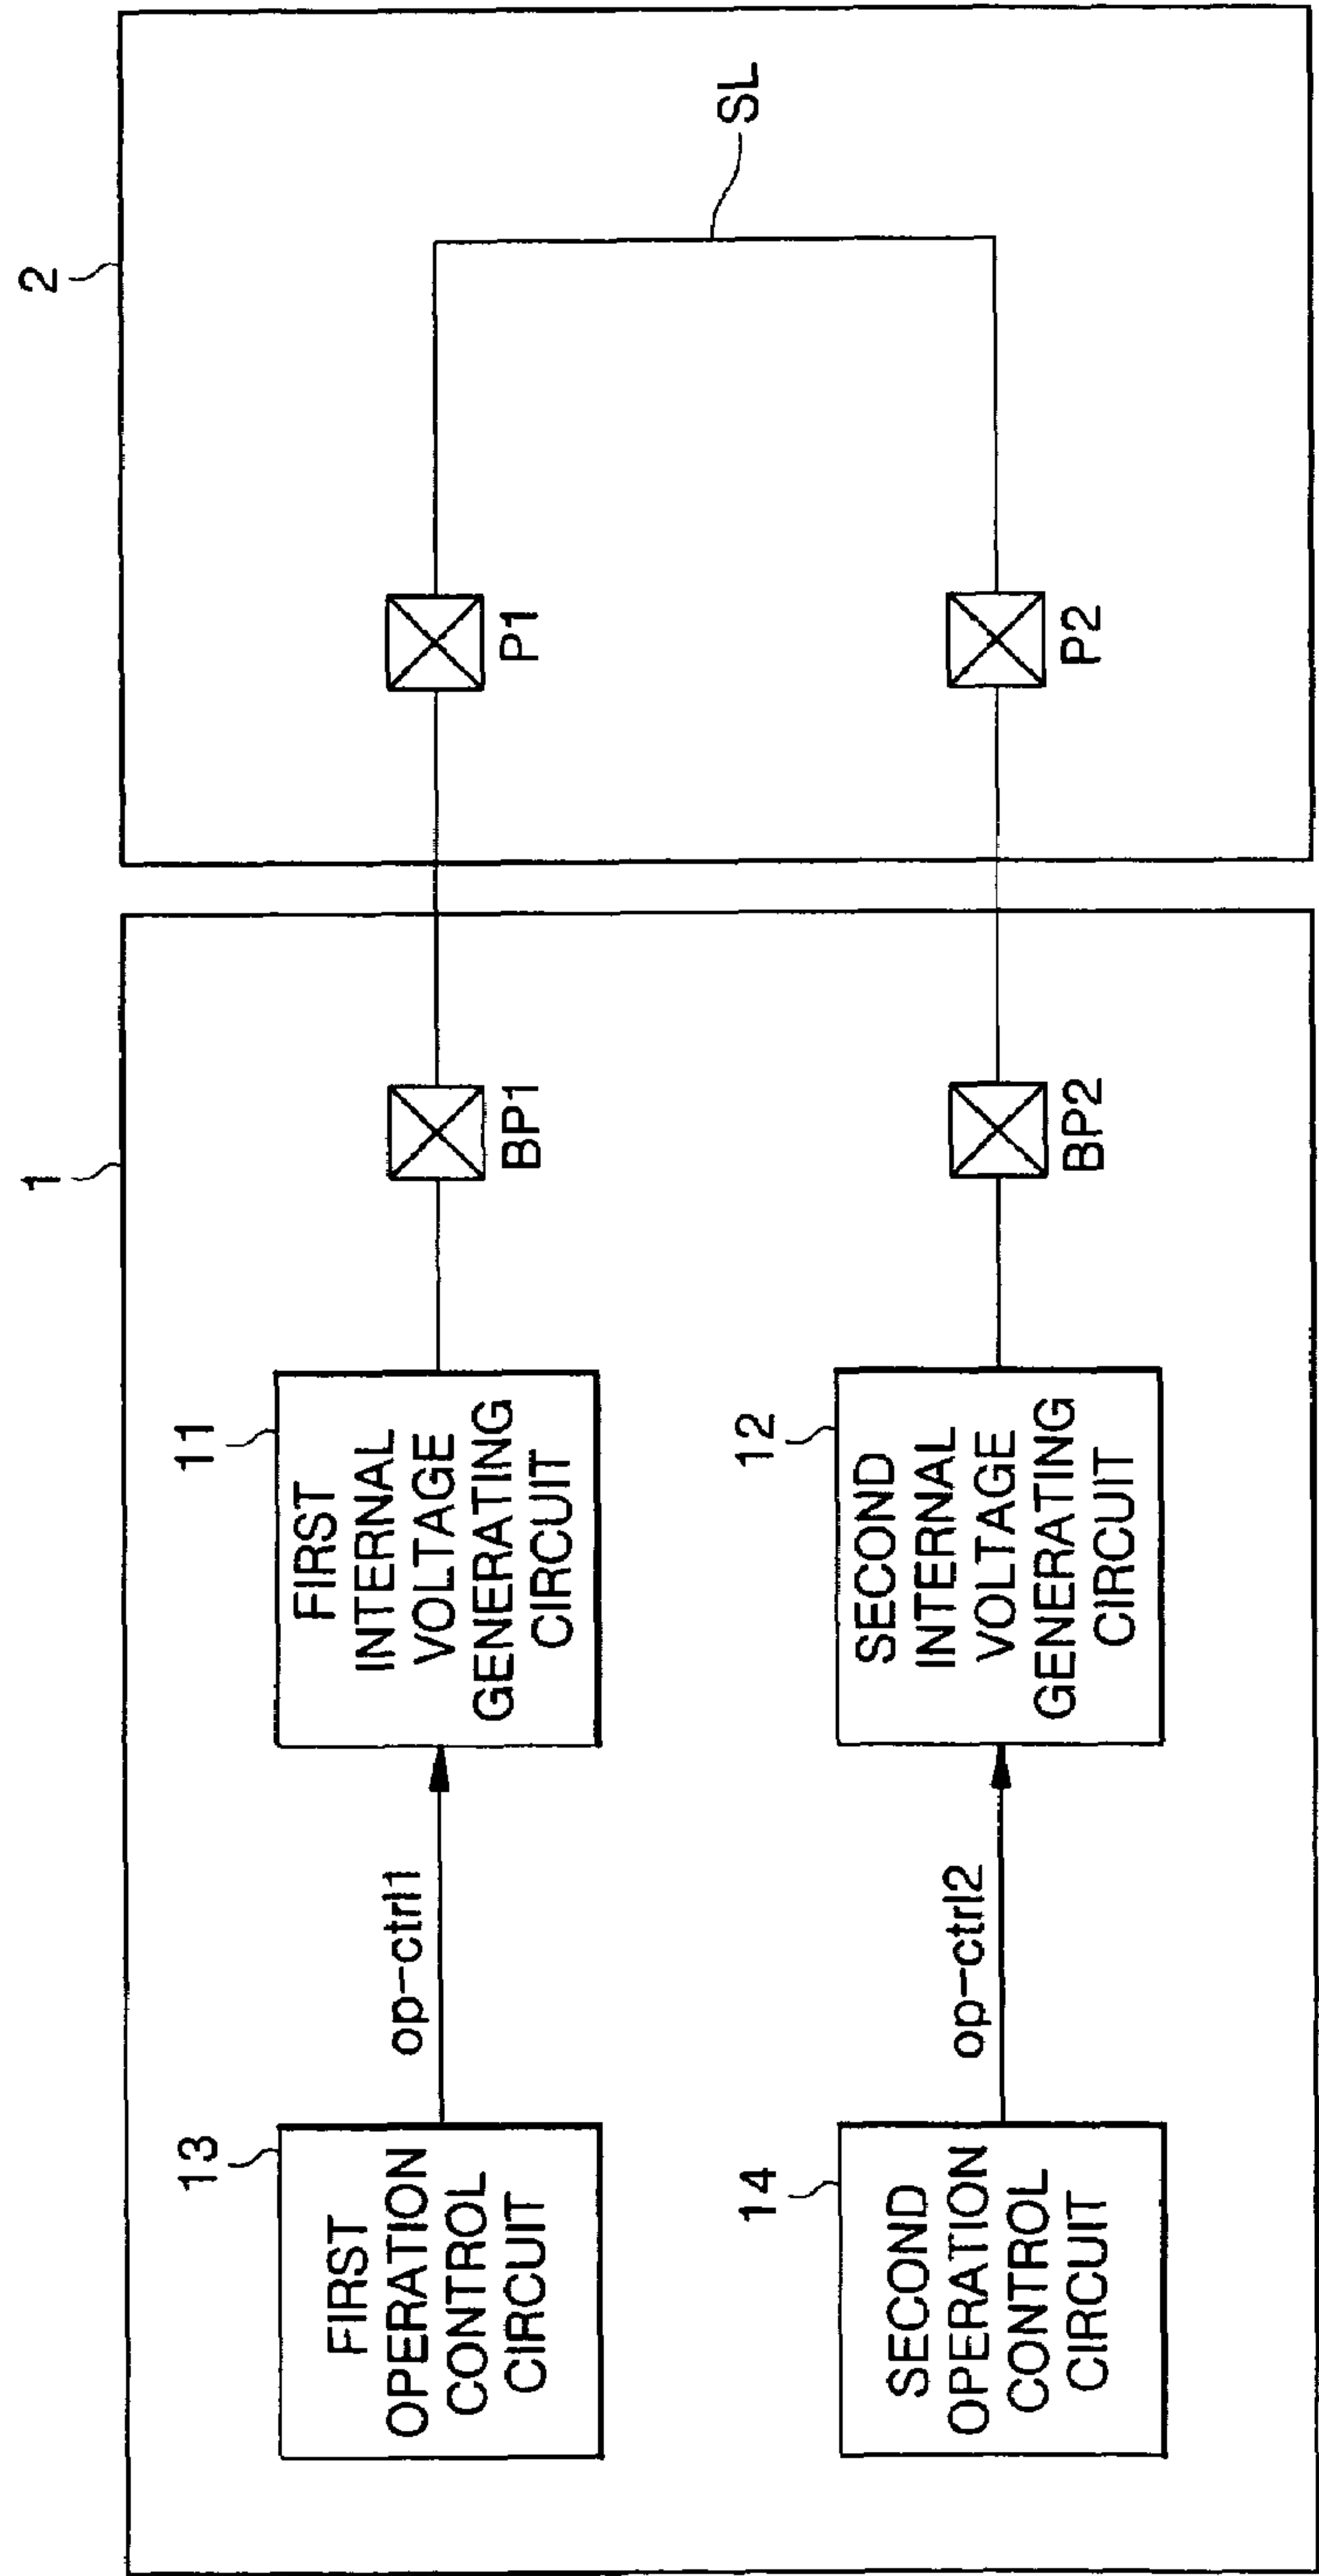 1
2
13
FIRST
OPERATION
CONTROL
CIRCUIT
op-ctrl1
11
FIRST
INTERNAL
VOLTAGE
GENERATING
CIRCUIT
BP1
P1
SL
14
SECOND
OPERATION
CONTROL
CIRCUIT
op-ctrl2
12
SECOND
INTERNAL
VOLTAGE
GENERATING
CIRCUIT
BP2
P2